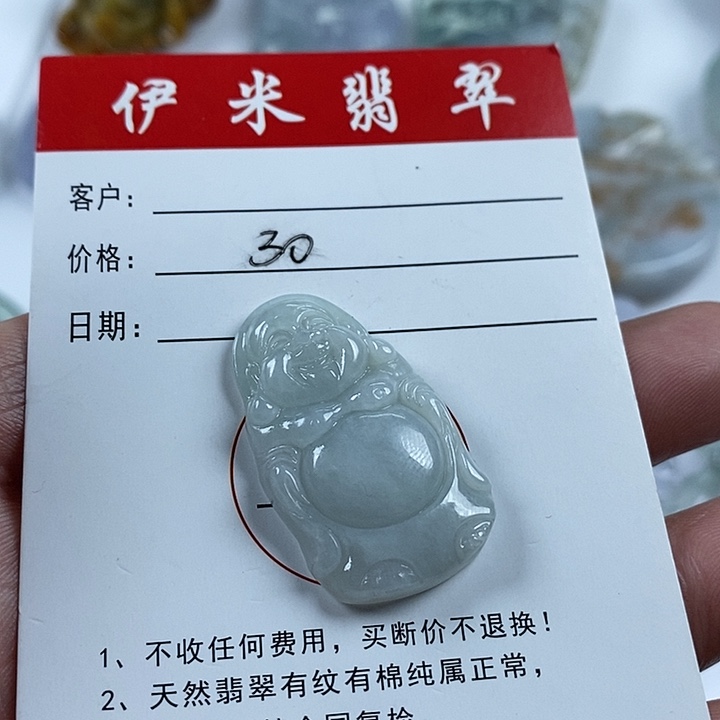 伊米翡翠
客户：
价格：30
日期：
1、不收任何费用，买断价不退换！
2、天然翡翠有纹有棉纯属正常，